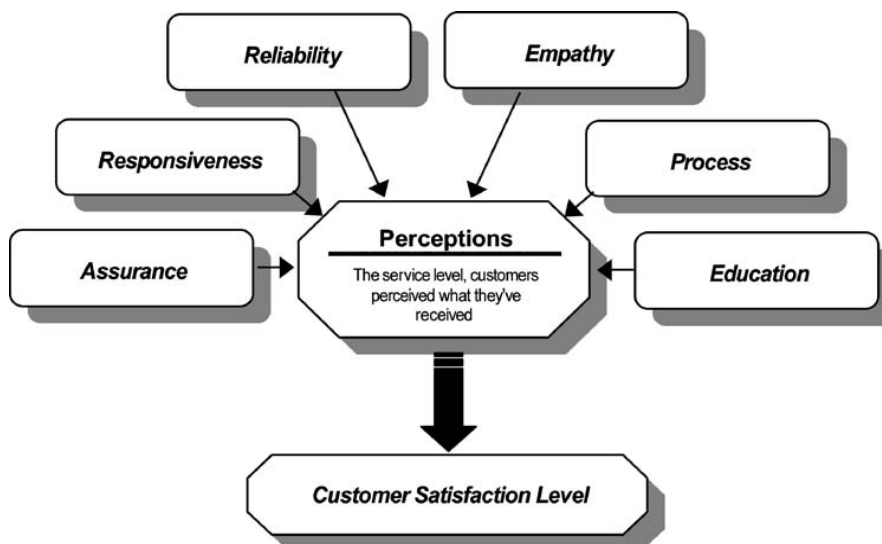 Reliability
Empathy
Responsiveness
Process
Assurance
Perceptions
The service level, customers
perceived what they've
received
Education
Customer Satisfaction Level